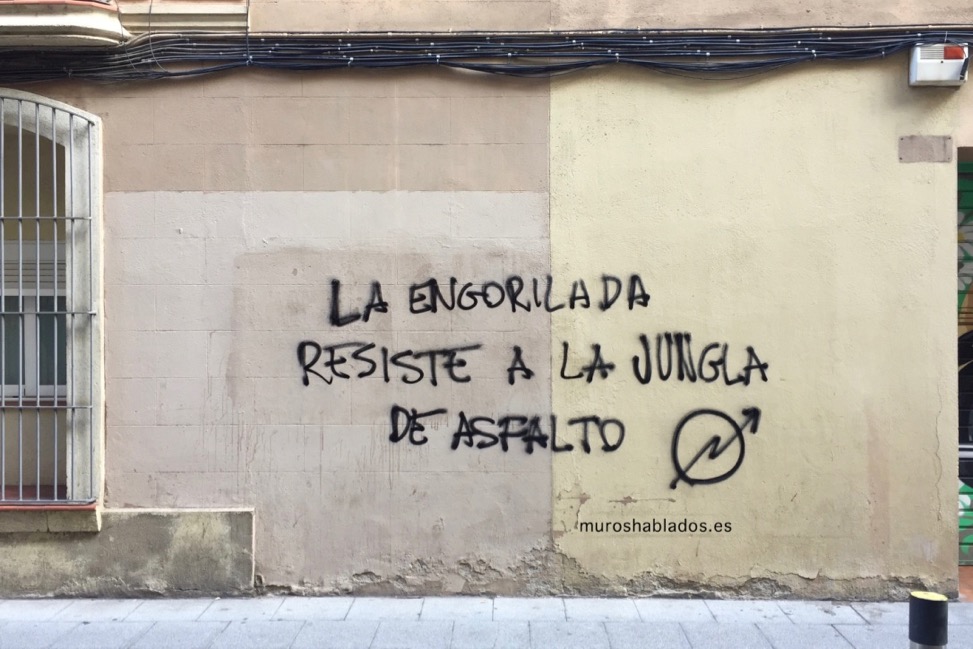 LA ENGORILADA
RESISTE A LA JUNGLA
DE ASFALTO
muroshablados.es